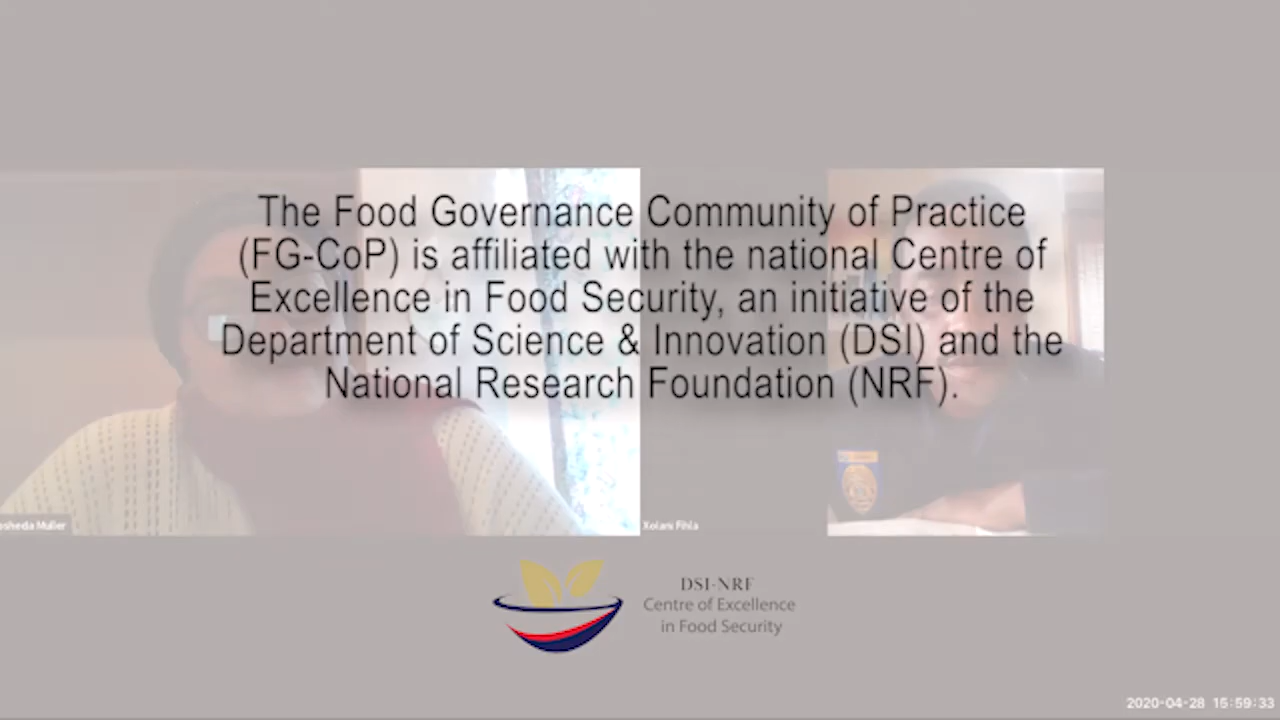 The Food Governance Community of Practice
(FG-CoP) is affiliated with the national Centre of
Excellence in Food Security, an initiative of the
Department of Science & Innovation (DSI) and the
National Research Foundation (NRF).
osheda Muller
Xolani Fihla
DSI-NRF
Centre of Excellence
in Food Security
2020-04-28 15:59:33